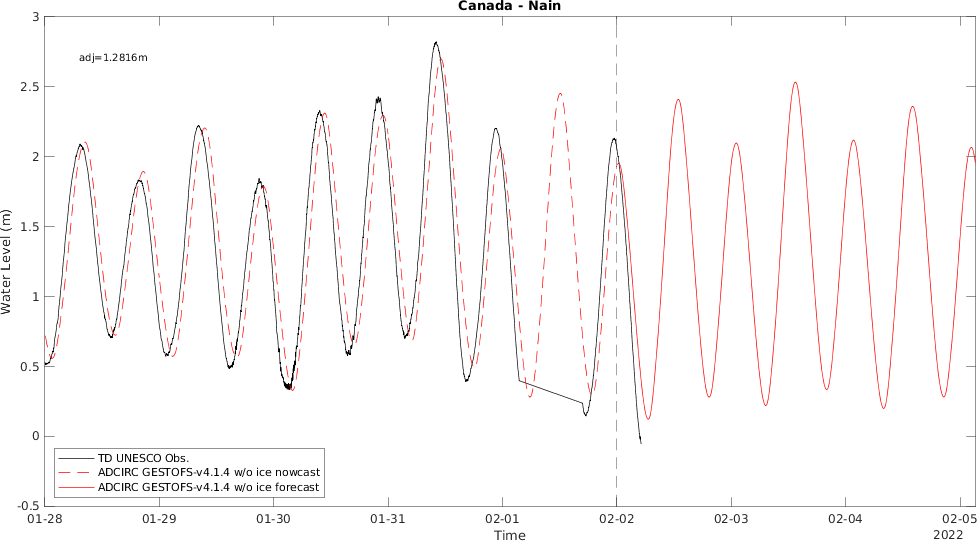 Canada - Nain
adj=1.2816m
Water Level (m)
3
2.5
2
1.5
1
0.5
0
-0.5
TD UNESCO Obs.
ADCIRC GESTOFS-v4.1.4 w/o ice nowcast
ADCIRC GESTOFS-v4.1.4 w/o ice forecast
01-28 01-29 01-30 01-31 02-01 02-02 02-03 02-04 02-05
Time
2022